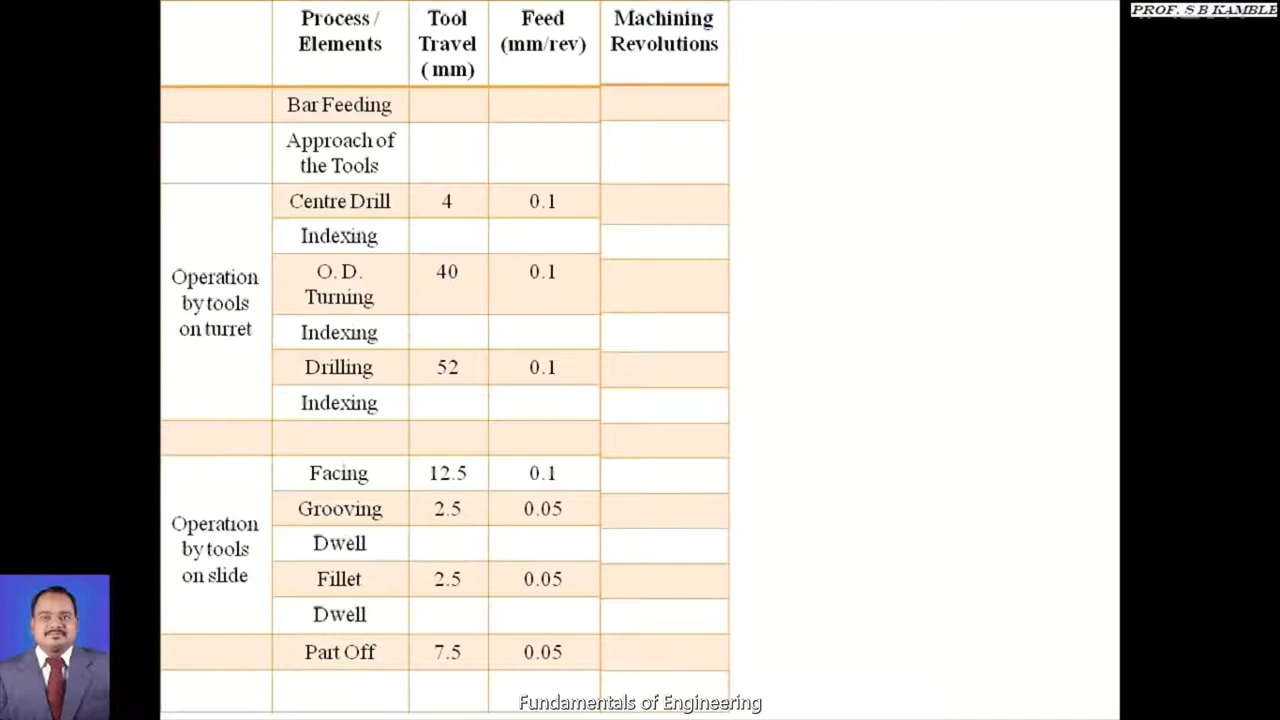 PROF. S B KAMBLE
Process / Elements Tool Travel ( mm) Feed (mm/rev) Machining Revolutions
Bar Feeding
Approach of the Tools
Operation by tools on turret
Centre Drill 4 0.1
Indexing
O. D. Turning 40 0.1
Indexing
Drilling 52 0.1
Indexing
Operation by tools on slide
Facing 12.5 0.1
Grooving 2.5 0.05
Dwell
Fillet 2.5 0.05
Dwell
Part Off 7.5 0.05
Fundamentals of Engineering